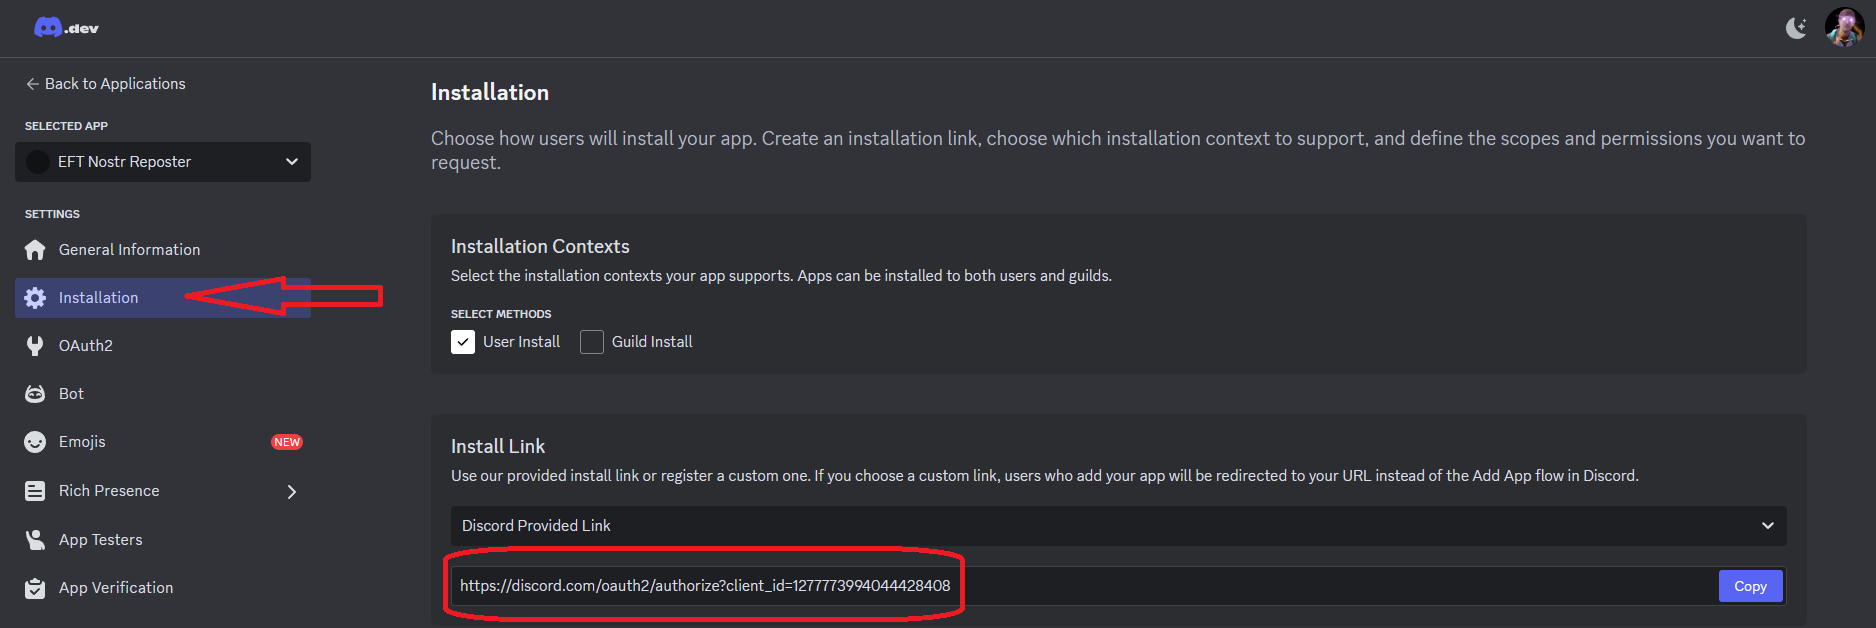 .dev
Back to Applications
SELECTED APP
EFT Nostr Reposter
SETTINGS
General Information
Installation
OAuth2
Bot
Emojis NEW
Rich Presence
App Testers
App Verification
Installation
Choose how users will install your app. Create an installation link, choose which installation context to support, and define the scopes and permissions you want to
request.
Installation Contexts
Select the installation contexts your app supports. Apps can be installed to both users and guilds.
SELECT METHODS
User Install Guild Install
Install Link
Use our provided install link or register a custom one. If you choose a custom link, users who add your app will be redirected to your URL instead of the Add App flow in Discord.
Discord Provided Link
https://discord.com/oauth2/authorize?client_id=1277773994044428408 Copy